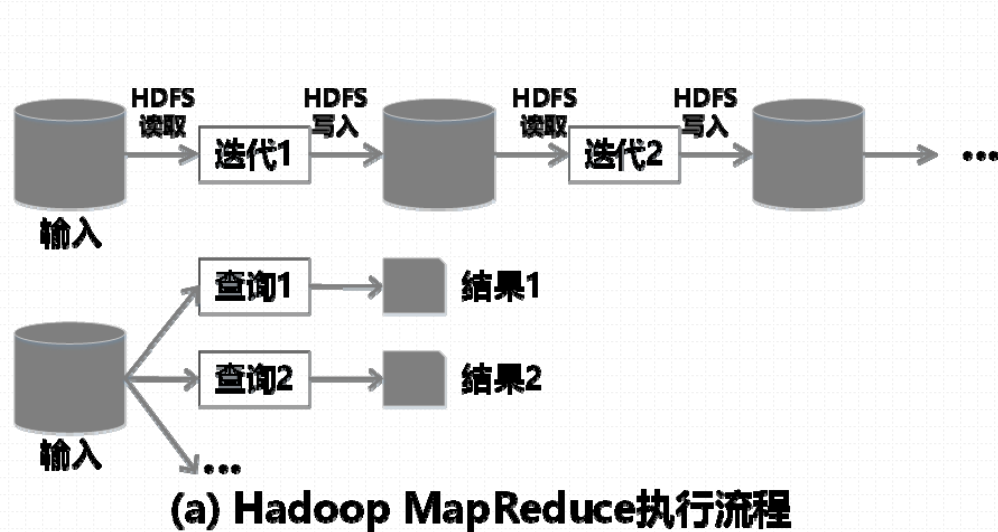 HDFS
读取
HDFS
写入
HDFS
读取
HDFS
写入
迭代1
迭代2
...
输入
查询1
结果1
查询2
结果2
输入
...
(a) Hadoop MapReduce执行流程